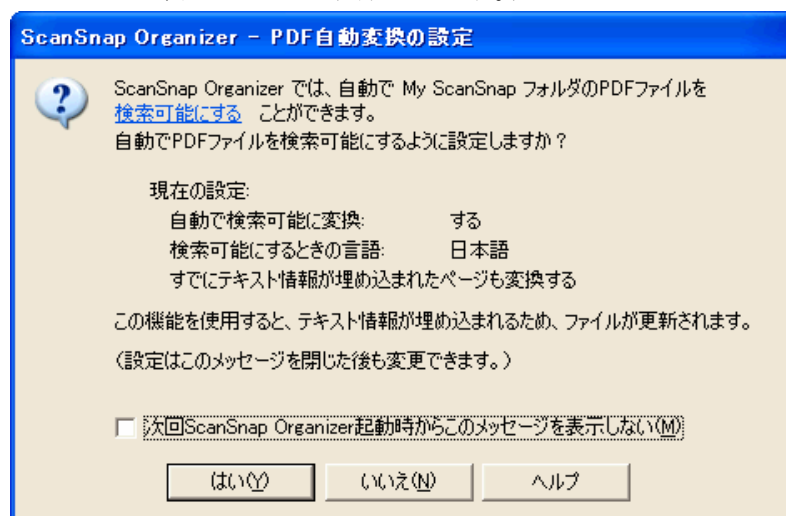 ScanSnap Organizer - PDF自動変換の設定
ScanSnap Organizer では、自動で My ScanSnap フォルダのPDFファイルを
検索可能にする ことができます。
自動でPDFファイルを検索可能にするように設定しますか?
現在の設定:
自動で検索可能に変換: する
検索可能にするときの言語: 日本語
すでにテキスト情報が埋め込まれたページも変換する
この機能を使用すると、テキスト情報が埋め込まれるため、ファイルが更新されます。
(設定はこのメッセージを閉じた後も変更できます。)
次回ScanSnap Organizer起動時からこのメッセージを表示しない(M)
はい(Y) いいえ(N) ヘルプ